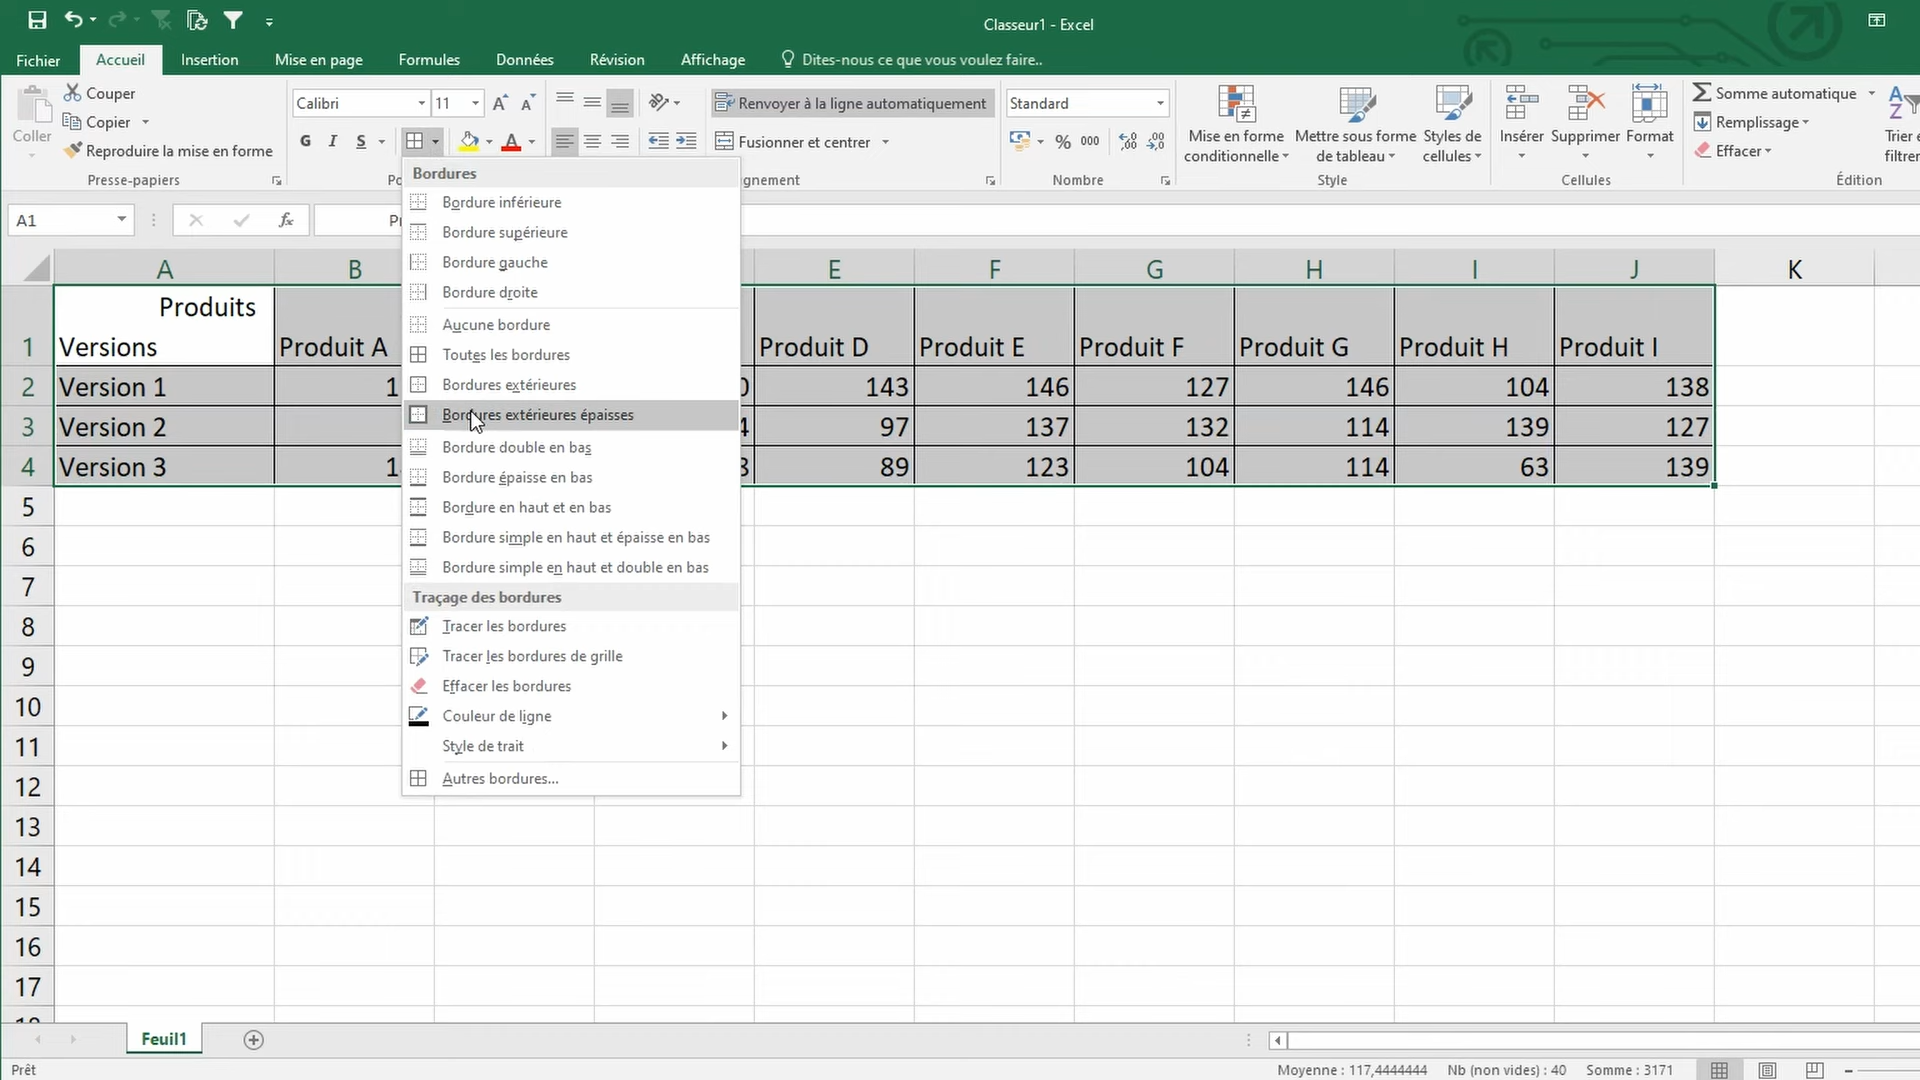 Classeur1 - Excel
Fichier Accueil Insertion Mise en page Formules Données Révision Affichage Dites-nous ce que vous voulez faire..
Coller
Couper
Copier
Reproduire la mise en forme
Presse-papiers
Calibri 11
G I S
Renvoyer à la ligne automatiquement
Fusionner et centrer
Standard
% 000
Nombre
Mise en forme conditionnelle
Mettre sous forme de tableau
Styles de cellules
Style
Insérer Supprimer Format
Cellules
Somme automatique
Remplissage
Effacer
Édition
A1
fx
Bordures
Bordure inférieure
Bordure supérieure
Bordure gauche
Bordure droite
Aucune bordure
Toutes les bordures
Bordures extérieures
Bordures extérieures épaisses
Bordure double en bas
Bordure épaisse en bas
Bordure en haut et en bas
Bordure simple en haut et épaisse en bas
Bordure simple en haut et double en bas
Traçage des bordures
Tracer les bordures
Tracer les bordures de grille
Effacer les bordures
Couleur de ligne
Style de trait
Autres bordures...
A B E F G H I J K
Produits
1 Versions Produit A Produit D Produit E Produit F Produit G Produit H Produit I
2 Version 1 143 146 127 146 104 138
3 Version 2 97 137 132 114 139 127
4 Version 3 89 123 104 114 63 139
5
6
7
8
9
10
11
12
13
14
15
16
17
Feuil1
Prêt
Moyenne : 117,4444444 Nb (non vides) : 40 Somme : 3171